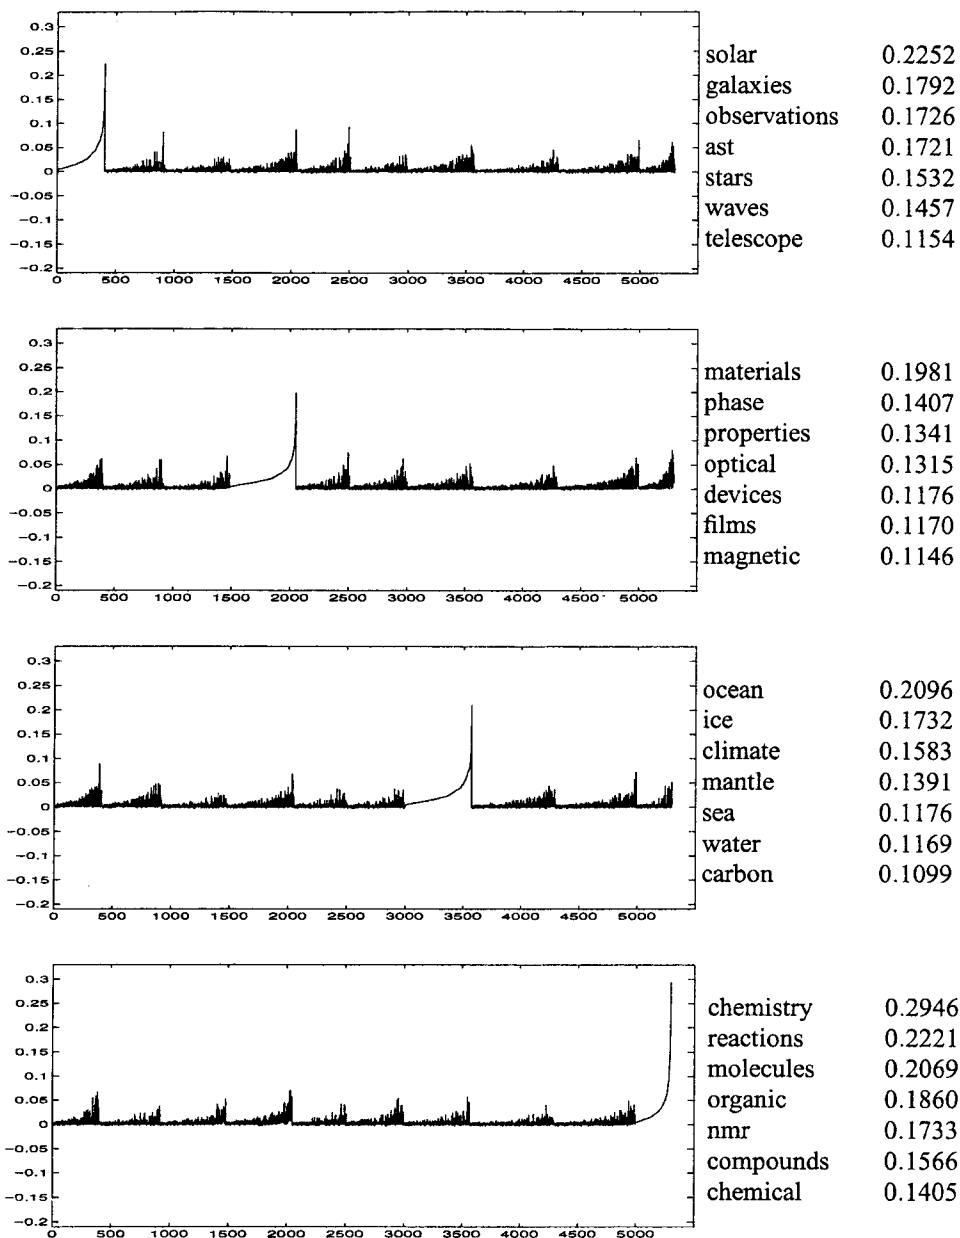 0.3
0.25
0.2
0.15
0.1
0.05
0
−0.05
−0.1
−0.15
−0.2
0 500 1000 1500 2000 2500 3000 3500 4000 4500 5000
solar 0.2252
galaxies 0.1792
observations 0.1726
ast 0.1721
stars 0.1532
waves 0.1457
telescope 0.1154
0.3
0.25
0.2
0.15
0.1
0.05
0
−0.05
−0.1
−0.15
−0.2
0 500 1000 1500 2000 2500 3000 3500 4000 4500 5000
materials 0.1981
phase 0.1407
properties 0.1341
optical 0.1315
devices 0.1176
films 0.1170
magnetic 0.1146
0.3
0.25
0.2
0.15
0.1
0.05
0
−0.05
−0.1
−0.15
−0.2
0 500 1000 1500 2000 2500 3000 3500 4000 4500 5000
ocean 0.2096
ice 0.1732
climate 0.1583
mantle 0.1391
sea 0.1176
water 0.1169
carbon 0.1099
0.3
0.25
0.2
0.15
0.1
0.05
0
−0.05
−0.1
−0.15
−0.2
0 500 1000 1500 2000 2500 3000 3500 4000 4500 5000
chemistry 0.2946
reactions 0.2221
molecules 0.2069
organic 0.1860
nmr 0.1733
compounds 0.1566
chemical 0.1405